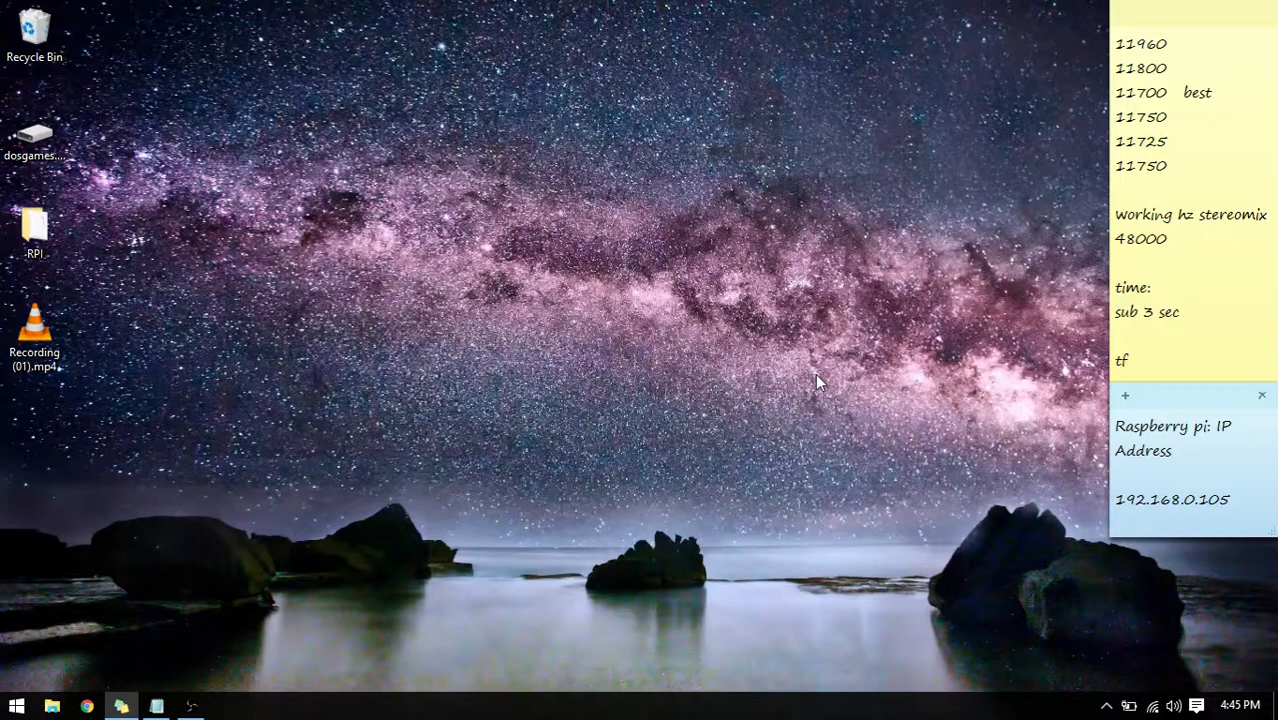 Recycle Bin
dosgames....
RPI
Recording
(01).mp4
11960
11800
11700 best
11750
11725
11750
Working hz stereomix
48000
time:
sub 3 sec
tf
Raspberry pi: IP
Address
192.168.0.105
4:45 PM